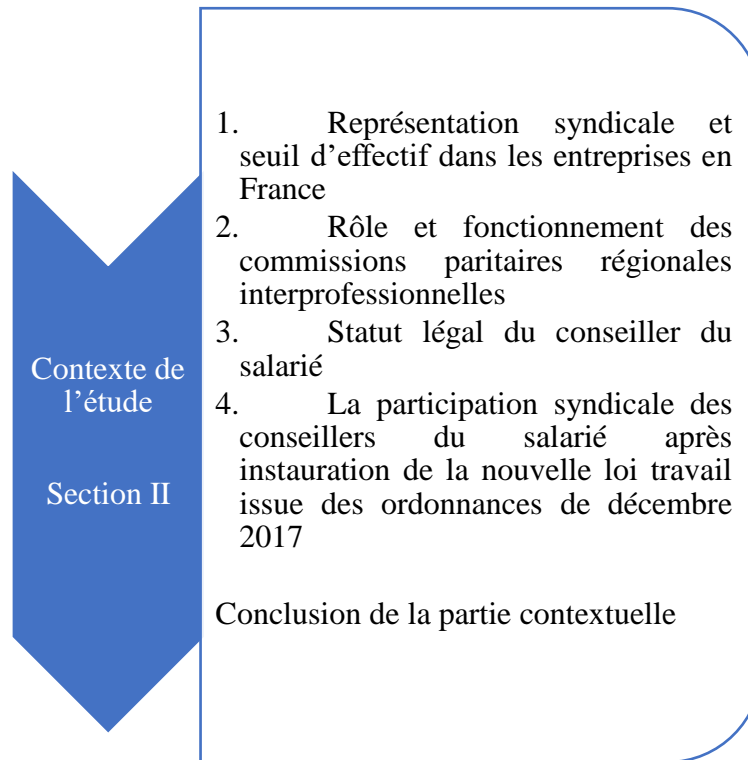 Contexte de
l’étude
Section II
1. Représentation syndicale et
seuil d’effectif dans les entreprises en
France
2. Rôle et fonctionnement des
commissions paritaires régionales
interprofessionnelles
3. Statut légal du conseiller du
salarié
4. La participation syndicale des
conseillers du salarié après
instauration de la nouvelle loi travail
issue des ordonnances de décembre
2017
Conclusion de la partie contextuelle